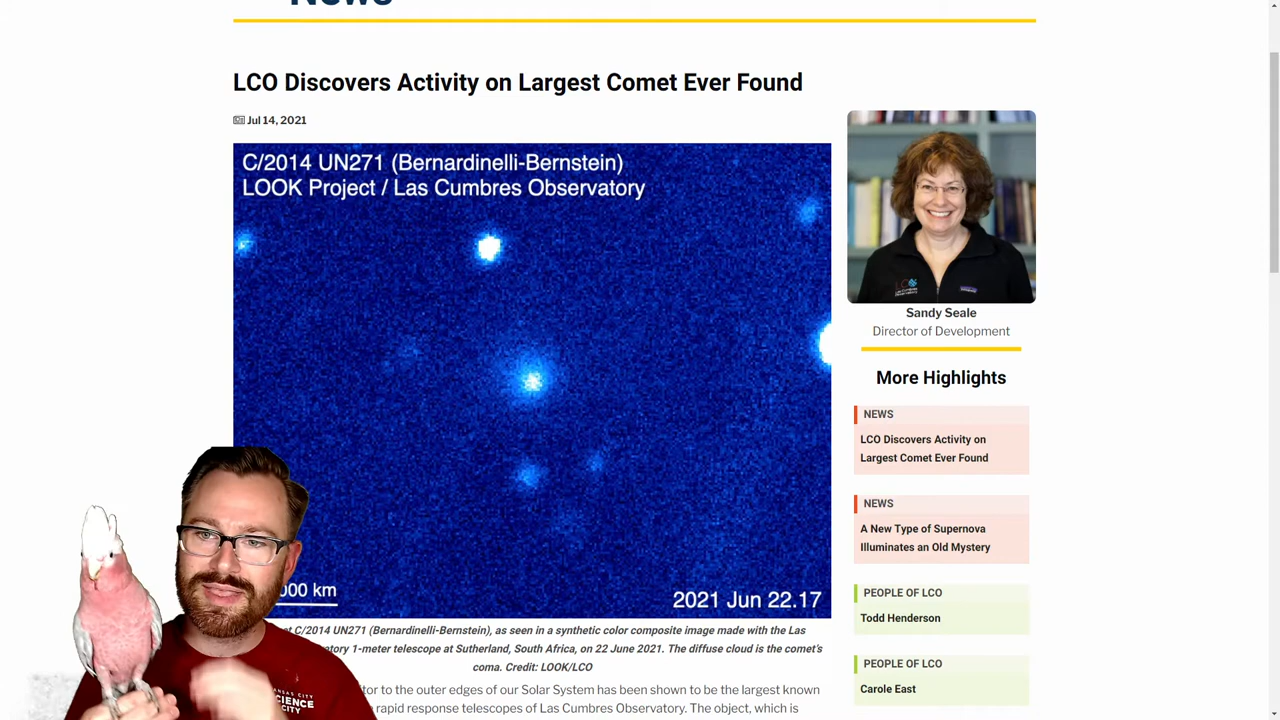 News
LCO Discovers Activity on Largest Comet Ever Found
Jul 14, 2021
C/2014 UN271 (Bernardinelli-Bernstein)
LOOK Project / Las Cumbres Observatory
000 km
2021 Jun 22.17
C/2014 UN271 (Bernardinelli-Bernstein), as seen in a synthetic color composite image made with the Las
1-meter telescope at Sutherland, South Africa, on 22 June 2021. The diffuse cloud is the comet's
coma. Credit: LOOK/LCO
to the outer edges of our Solar System has been shown to be the largest known
rapid response telescopes of Las Cumbres Observatory. The object, which is
Sandy Seale
Director of Development
More Highlights
NEWS
LCO Discovers Activity on
Largest Comet Ever Found
NEWS
A New Type of Supernova
Illuminates an Old Mystery
PEOPLE OF LCO
Todd Henderson
PEOPLE OF LCO
Carole East
KANSAS CITY
SCIENCE
CITY